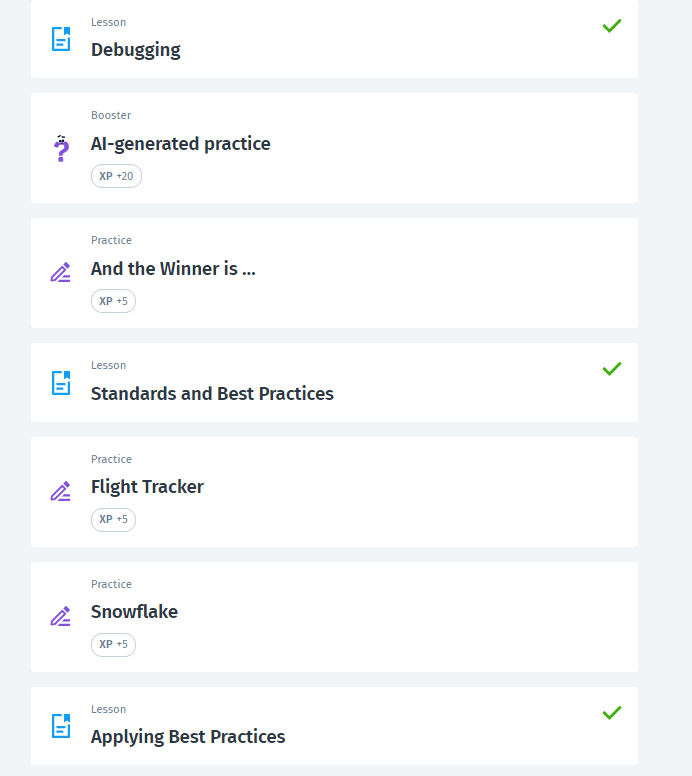 Lesson
Debugging
Booster
AI-generated practice
XP +20
Practice
And the Winner is ...
XP +5
Lesson
Standards and Best Practices
Practice
Flight Tracker
XP +5
Practice
Snowflake
XP +5
Lesson
Applying Best Practices